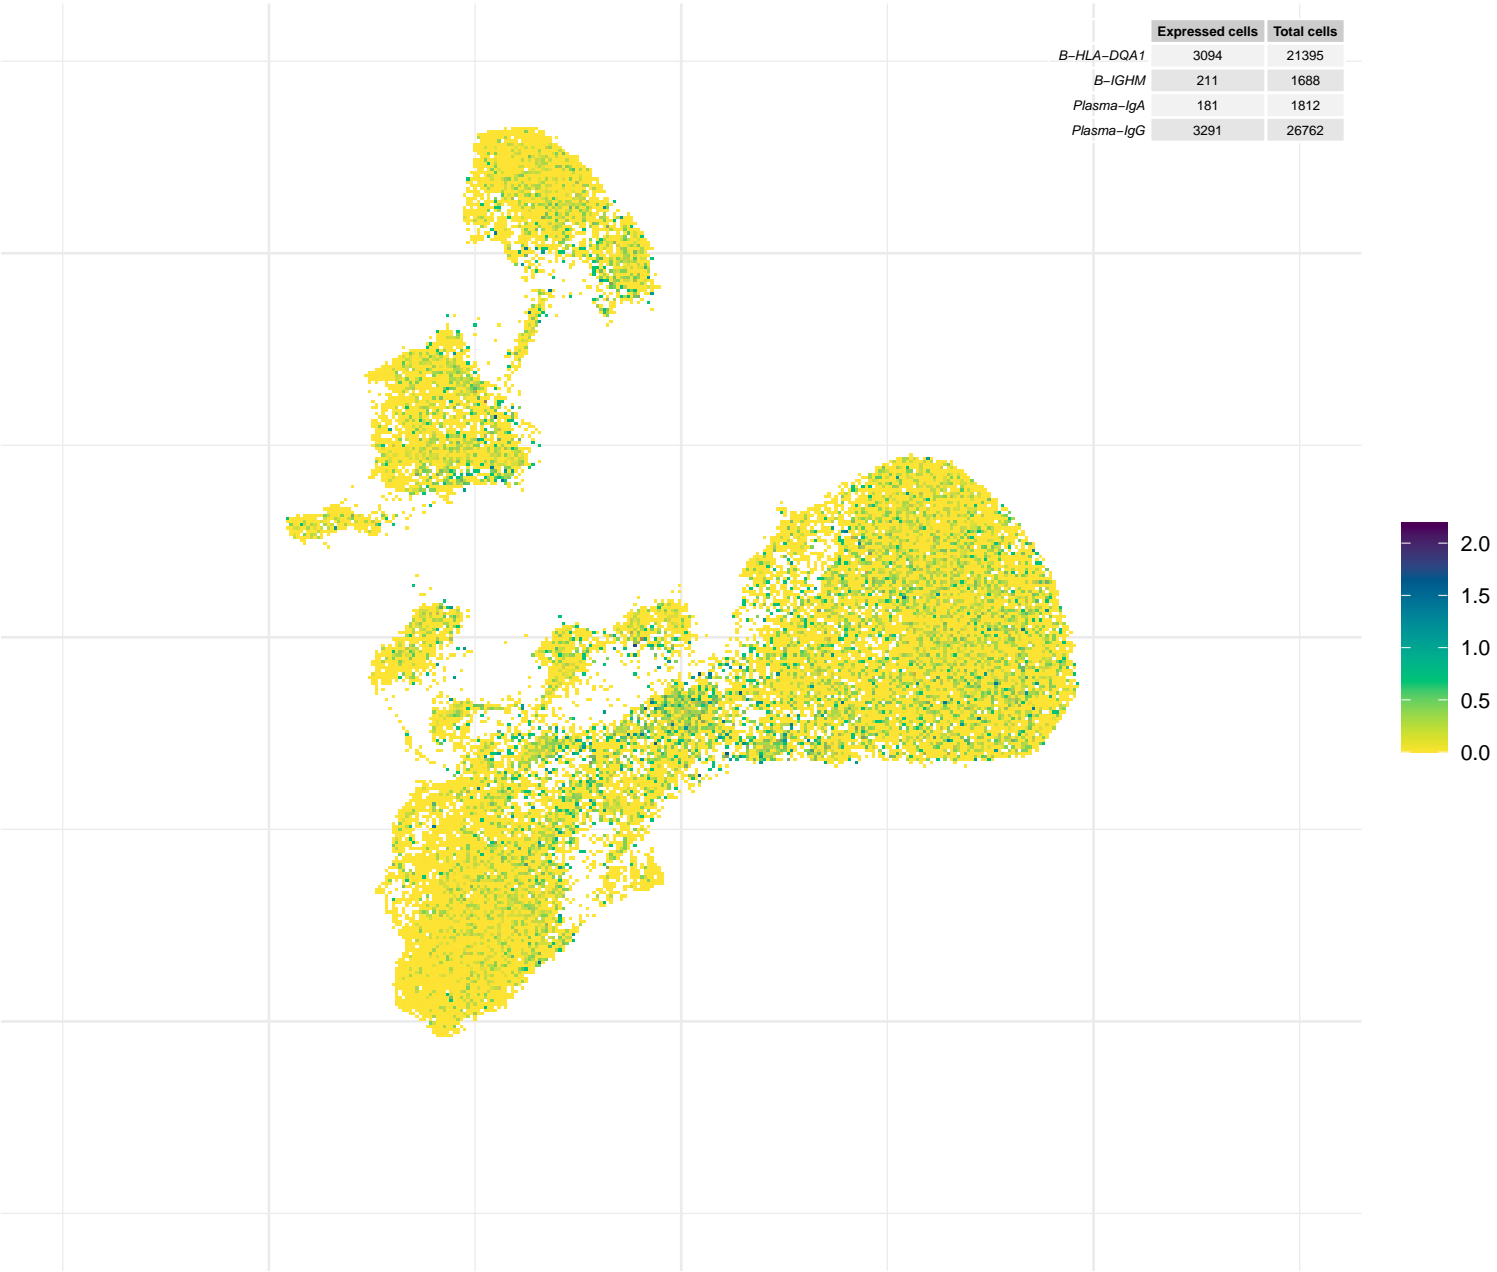 Expressed cells Total cells
B−HLA−DQA1 3094 21395
B−IGHM 211 1688
Plasma−IgA 181 1812
Plasma−IgG 3291 26762
2.0
1.5
1.0
0.5
0.0